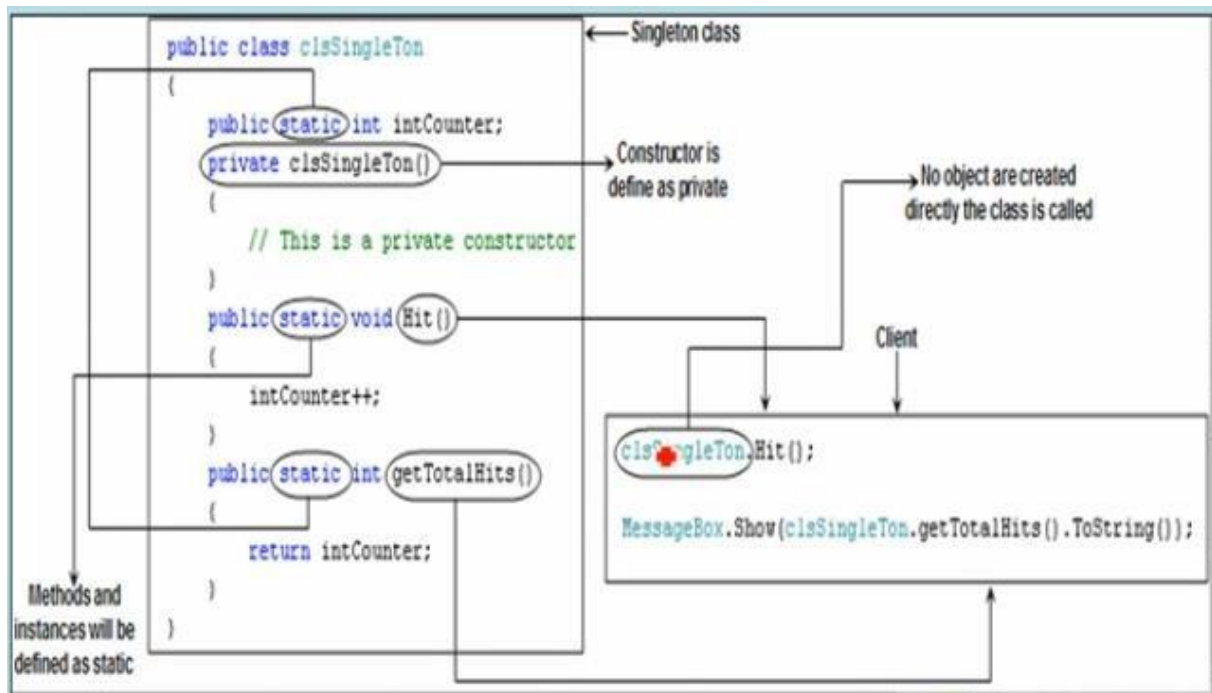 public class clsSingleTon
{
public static int intCounter;
private clsSingleTon()
{
// This is a private constructor
}
public static void Hit()
{
intCounter++;
}
public static int getTotalHits()
{
return intCounter;
}
}
Singleton class
Constructor is
define as private
No object are created
directly the class is called
Client
clsSingleTon.Hit();
MessageBox.Show(clsSingleTon.getTotalHits().ToString());
Methods and
instances will be
defined as static